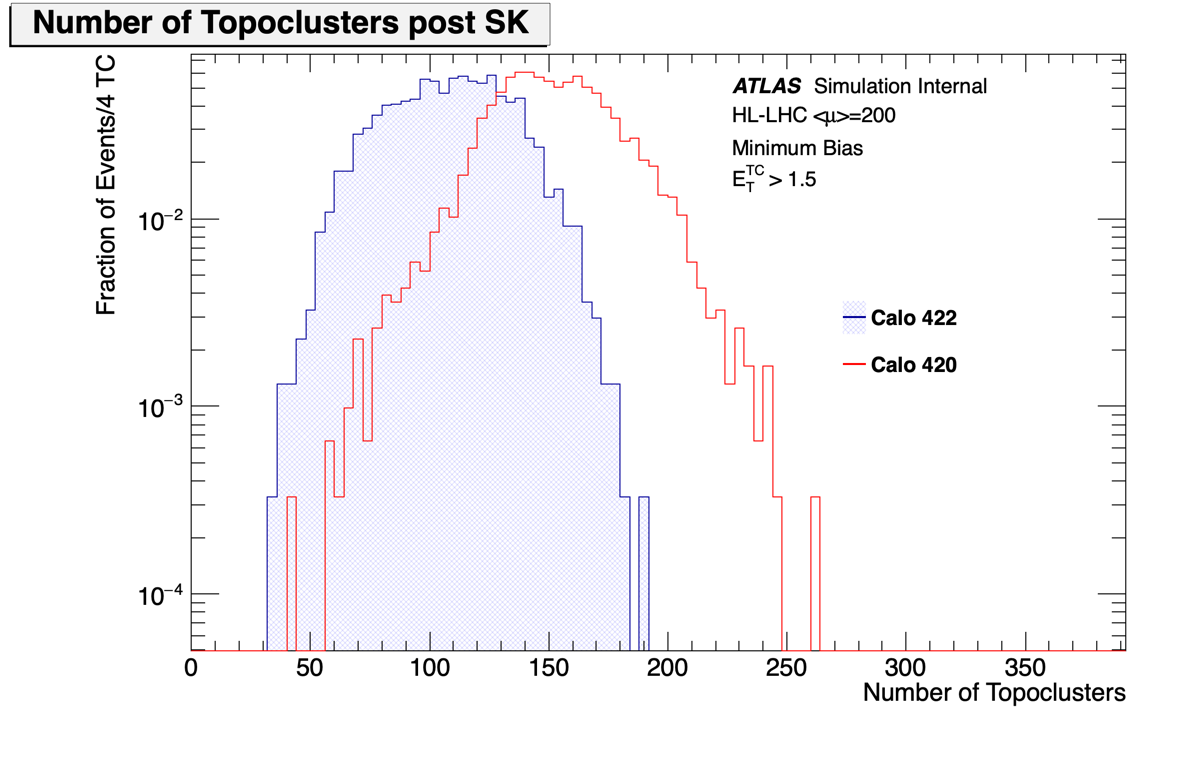 Number of Topoclusters post SK
Fraction of Events/4 TC
ATLAS Simulation Internal
HL-LHC <μ>=200
Minimum Bias
E_T^TC > 1.5
Calo 422
Calo 420
10⁻²
10⁻³
10⁻⁴
0 50 100 150 200 250 300 350
Number of Topoclusters